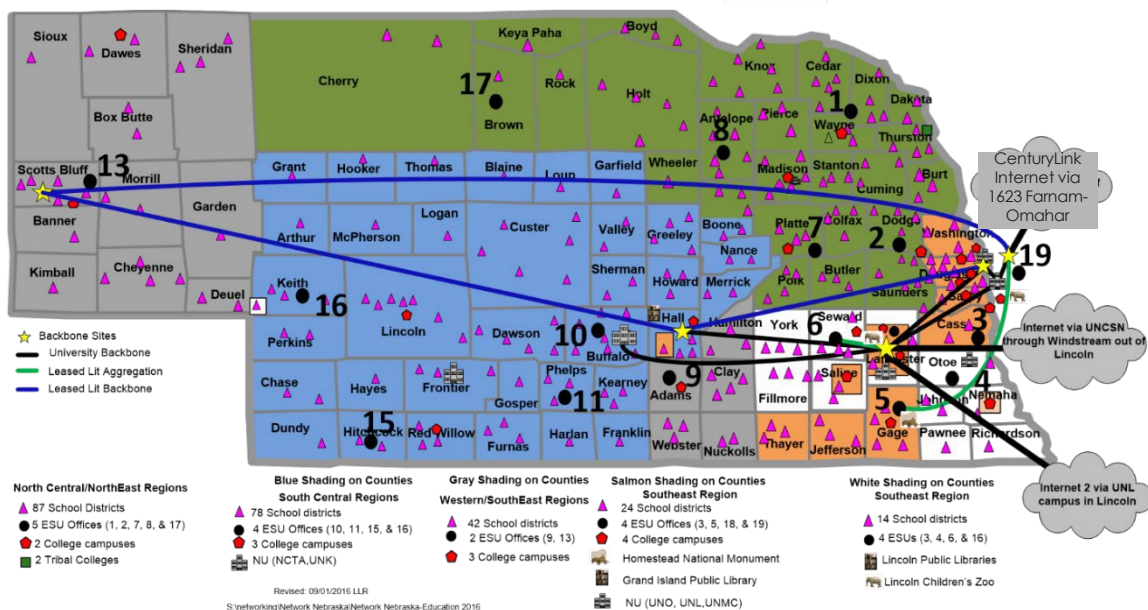 Sioux
Dawes
Sheridan
Cherry
Keya Paha
Boyd
Brown
Rock
Holt
Knox
Cedar
Dixon
Dakota
17
1
Box Butte
Antelope
Pierce
Wayne
Thurston
8
Scotts Bluff
13
Morrill
Grant
Hooker
Thomas
Blaine
Loup
Garfield
Wheeler
Madison
Stanton
Cuming
Burt
CenturyLink
Internet via
1623 Farnam-
Omahar
Banner
Garden
Arthur
McPherson
Logan
Custer
Valley
Greeley
Boone
Nance
Platte
7
Colfax
2
Dodge
Washington
19
Kimball
Cheyenne
Deuel
Keith
16
Lincoln
Sherman
Howard
Merrick
Polk
Butler
Saunders
Douglas
Sarpy
Perkins
Dawson
10
Buffalo
Hall
Hamilton
York
Seward
6
Lancaster
Cass
3
Otoe
Internet via UNCSN
through Windstream out of
Lincoln
Backbone Sites
University Backbone
Leased Lit Aggregation
Leased Lit Backbone
Chase
Hayes
Frontier
Gosper
Phelps
11
Kearney
Adams
9
Clay
Fillmore
Saline
5
Gage
Johnson
4
Nemaha
Dundy
Hitchcock
15
Red Willow
Furnas
Harlan
Franklin
Webster
Nuckolls
Thayer
Jefferson
Pawnee
Richardson
Internet 2 via UNL
campus in Lincoln
North Central/NorthEast Regions
87 School Districts
5 ESU Offices (1, 2, 7, 8, & 17)
2 College campuses
2 Tribal Colleges
Blue Shading on Counties
South Central Regions
78 School districts
4 ESU Offices (10, 11, 15, & 16)
3 College campuses
NU (NCTA,UNK)
Gray Shading on Counties
Western/SouthEast Regions
42 School districts
2 ESU Offices (9, 13)
3 College campuses
Salmon Shading on Counties
Southeast Region
24 School districts
4 ESU Offices (3, 5, 18, & 19)
4 College campuses
Homestead National Monument
Grand Island Public Library
NU (UNO, UNL,UNMC)
White Shading on Counties
Southeast Region
14 School districts
4 ESUs (3, 4, 6, & 16)
Lincoln Public Libraries
Lincoln Children's Zoo
Revised: 09/01/2016 LLR
S:\networking\Network Nebraska\Network Nebraska-Education 2016